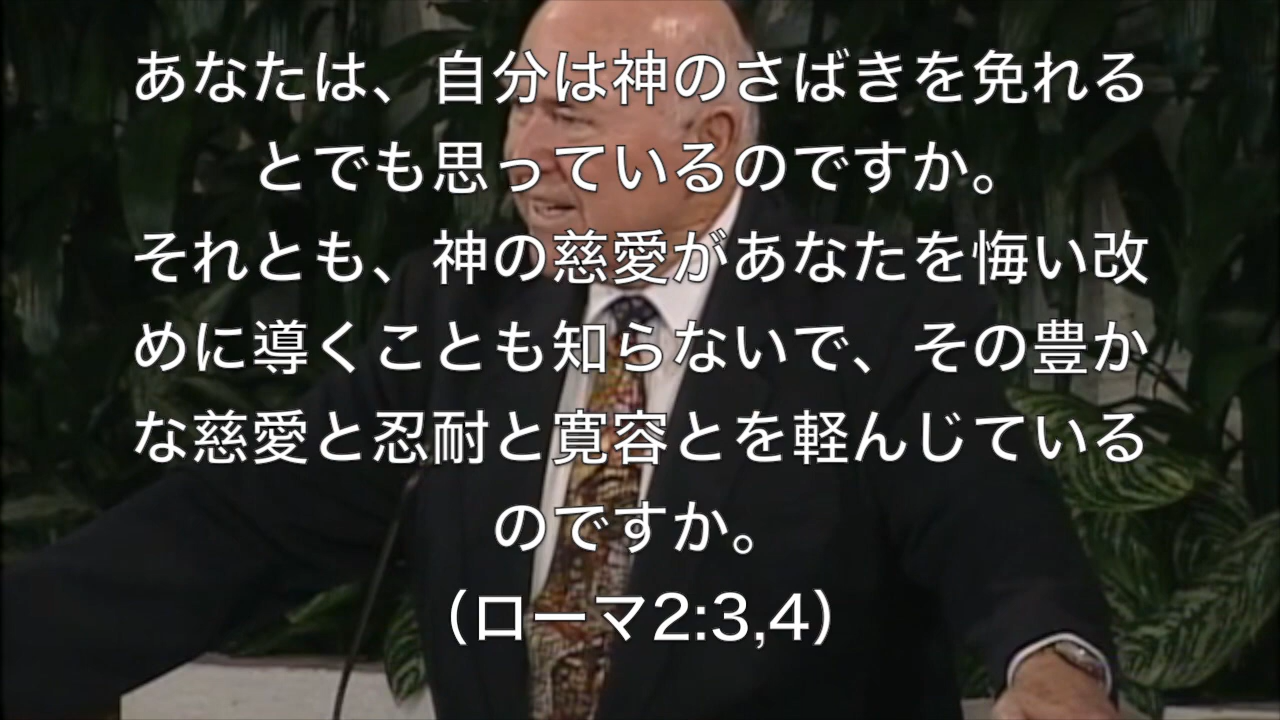 あなたは、自分は神のさばきを免れる
とでも思っているのですか。
それとも、神の慈愛があなたを悔い改
めに導くことも知らないで、その豊か
な慈愛と忍耐と寛容とを軽んじている
のですか。
（ローマ2:3,4）